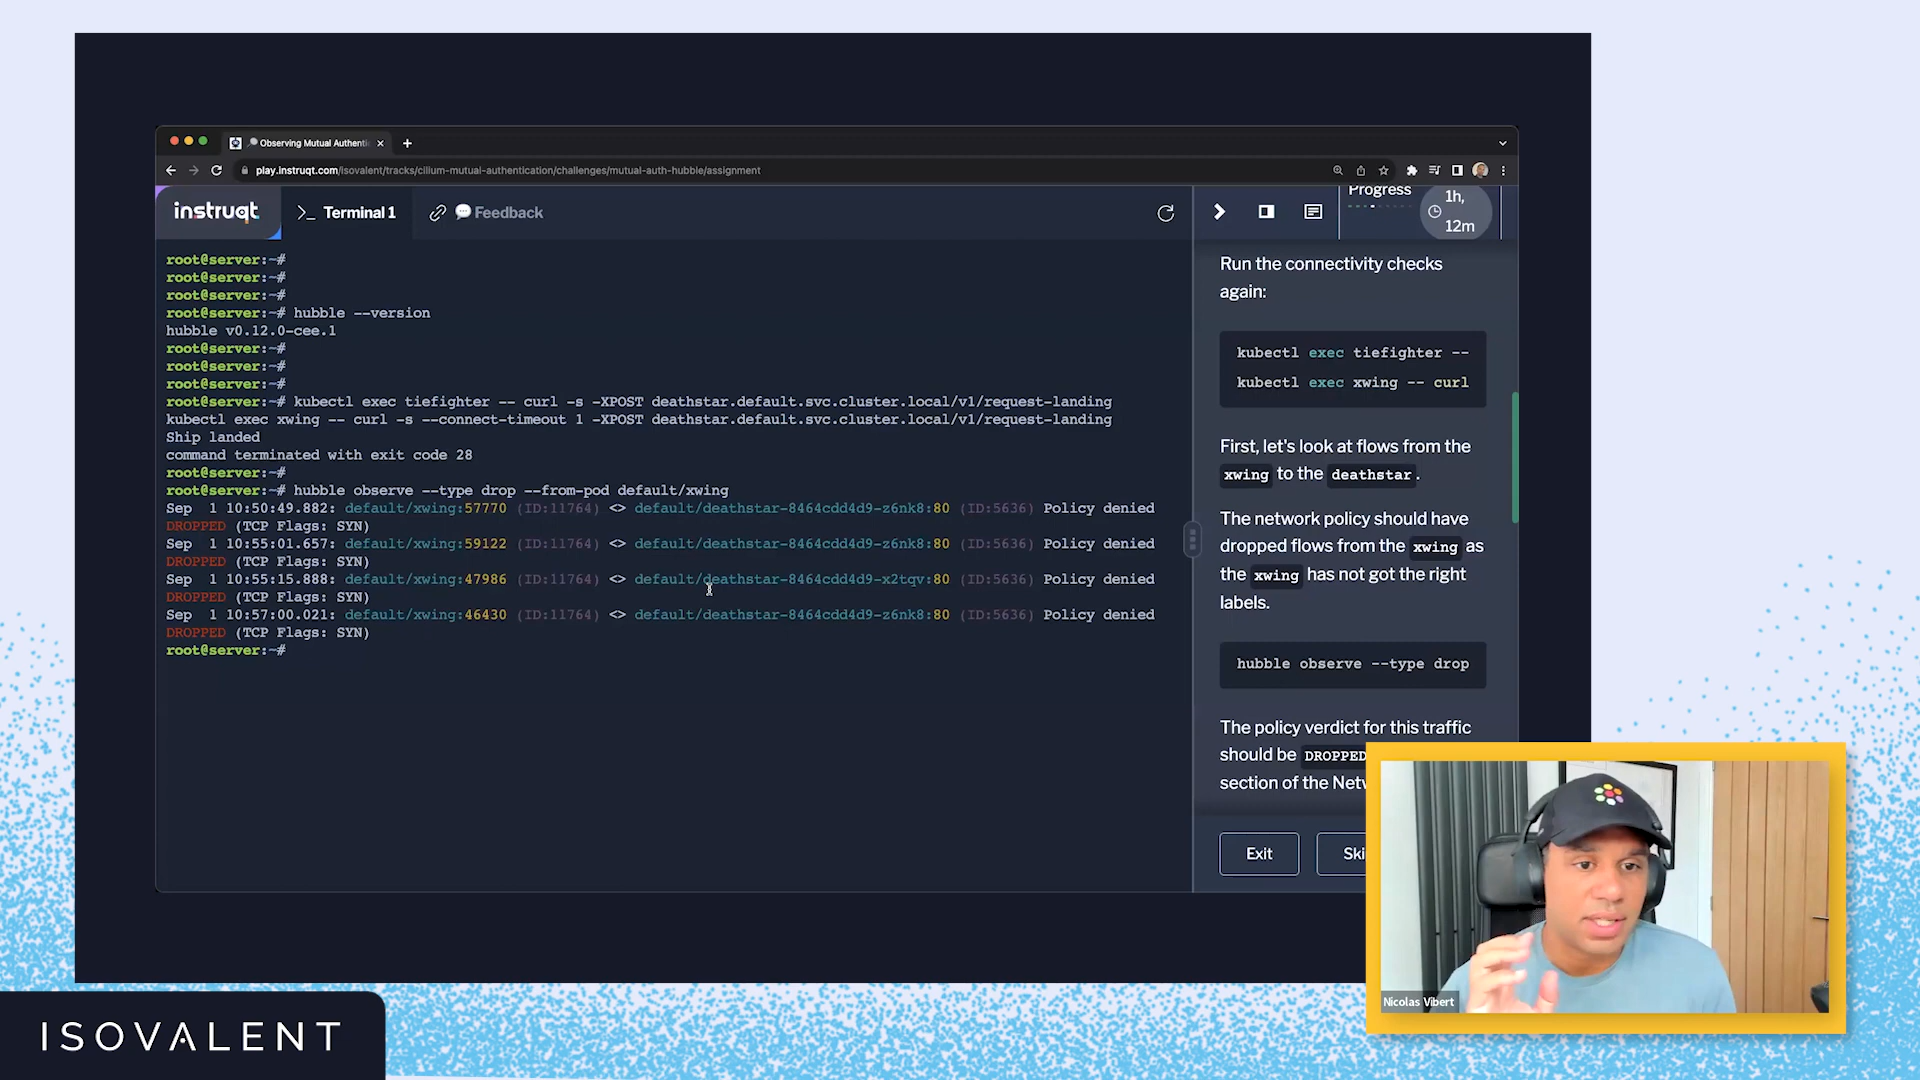 Observing Mutual Authenti
play.instruqt.com/isovalent/tracks/cilium-mutual-authentication/challenges/mutual-auth-hubble/assignment
instruqt
>_ Terminal 1
Feedback
Progress
1h,
12m
root@server:~#
root@server:~#
root@server:~#
root@server:~# hubble --version
hubble v0.12.0-cee.1
root@server:~#
root@server:~#
root@server:~#
root@server:~# kubectl exec tiefighter -- curl -s -XPOST deathstar.default.svc.cluster.local/v1/request-landing
kubectl exec xwing -- curl -s --connect-timeout 1 -XPOST deathstar.default.svc.cluster.local/v1/request-landing
Ship landed
command terminated with exit code 28
root@server:~#
root@server:~# hubble observe --type drop --from-pod default/xwing
Sep  1 10:50:49.882: default/xwing:57770 (ID:11764) <> default/deathstar-8464cdd4d9-z6nk8:80 (ID:5636) Policy denied
DROPPED (TCP Flags: SYN)
Sep  1 10:55:01.657: default/xwing:59122 (ID:11764) <> default/deathstar-8464cdd4d9-z6nk8:80 (ID:5636) Policy denied
DROPPED (TCP Flags: SYN)
Sep  1 10:55:15.888: default/xwing:47986 (ID:11764) <> default/deathstar-8464cdd4d9-x2tqv:80 (ID:5636) Policy denied
DROPPED (TCP Flags: SYN)
Sep  1 10:57:00.021: default/xwing:46430 (ID:11764) <> default/deathstar-8464cdd4d9-z6nk8:80 (ID:5636) Policy denied
DROPPED (TCP Flags: SYN)
root@server:~#
Run the connectivity checks
again:
kubectl exec tiefighter --
kubectl exec xwing -- curl
First, let's look at flows from the
xwing to the deathstar.
The network policy should have
dropped flows from the xwing as
the xwing has not got the right
labels.
hubble observe --type drop
The policy verdict for this traffic
should be DROPPED
section of the Netw
Exit
Ski
Nicolas Vibert
ISOVALENT